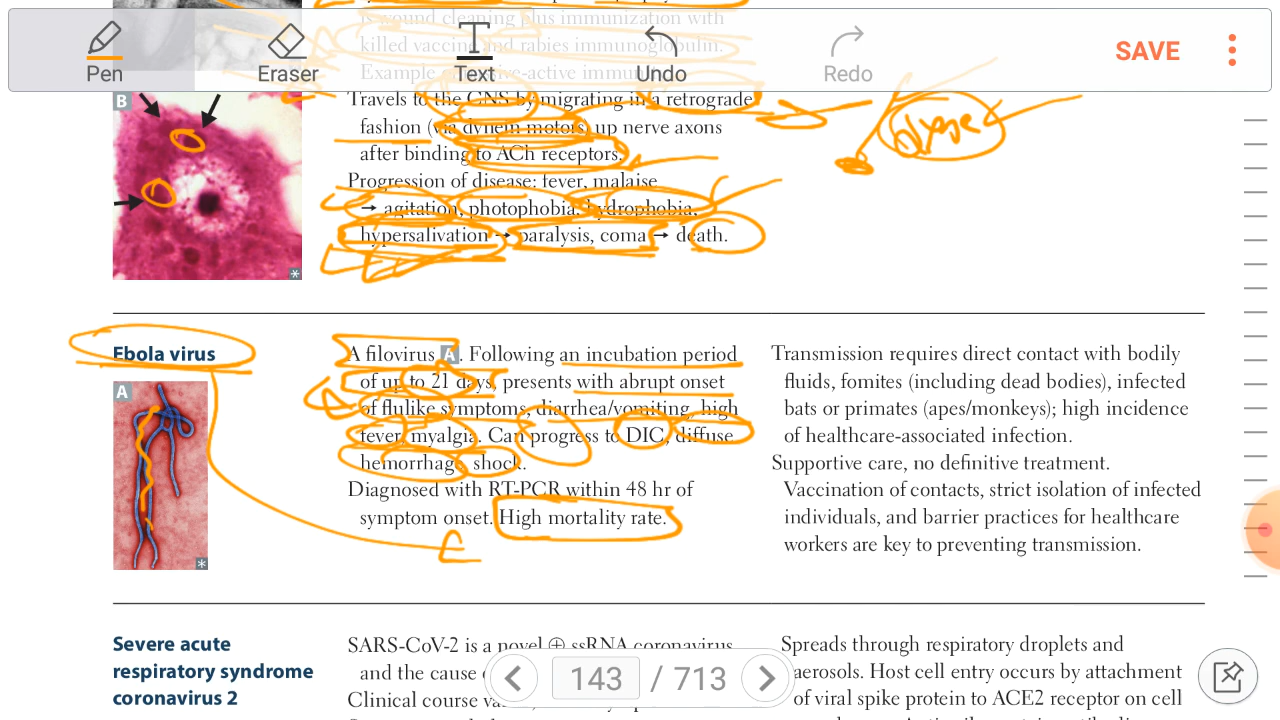 is wound cleaning plus immunization with
killed vaccine and rabies immunoglobulin.
Example
Pen
Eraser
Text
Undo
Redo
SAVE
B
Travels to the CNS by migrating in a retrograde
fashion (via dynein motors) up nerve axons
after binding to ACh receptors.
Progression of disease: fever, malaise
→ agitation, photophobia, hydrophobia,
hypersalivation → paralysis, coma → death.
*
Ebola virus
A
*
A filovirus A. Following an incubation period
of up to 21 days, presents with abrupt onset
of flulike symptoms, diarrhea/vomiting, high
fever, myalgia. Can progress to DIC, diffuse
hemorrhage, shock.
Diagnosed with RT-PCR within 48 hr of
symptom onset. High mortality rate.
E
Transmission requires direct contact with bodily
fluids, fomites (including dead bodies), infected
bats or primates (apes/monkeys); high incidence
of healthcare-associated infection.
Supportive care, no definitive treatment.
Vaccination of contacts, strict isolation of infected
individuals, and barrier practices for healthcare
workers are key to preventing transmission.
Severe acute
respiratory syndrome
coronavirus 2
SARS-CoV-2 is a novel ⊕ ssRNA coronavirus
and the cause
Clinical course
Spreads through respiratory droplets and
aerosols. Host cell entry occurs by attachment
of viral spike protein to ACE2 receptor on cell
143 / 713